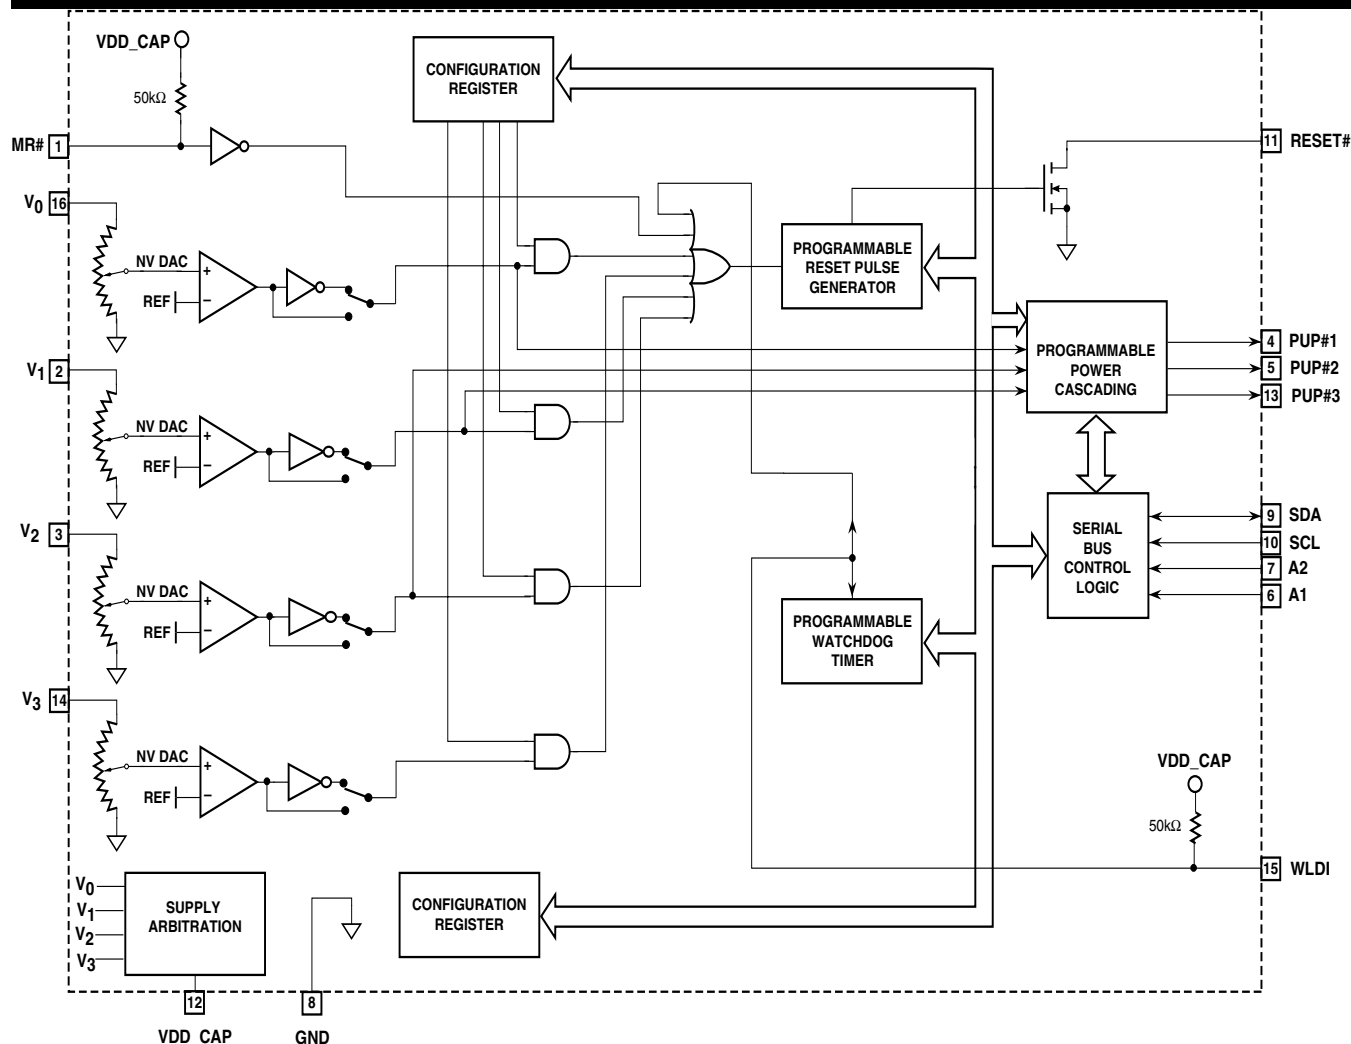 VDD_CAP
50kΩ
MR# 1
CONFIGURATION
REGISTER
11 RESET#
V0 16
NV DAC
+
REF
–
PROGRAMMABLE
RESET PULSE
GENERATOR
V1 2
NV DAC
+
REF
–
PROGRAMMABLE
POWER
CASCADING
4 PUP#1
5 PUP#2
13 PUP#3
V2 3
NV DAC
+
REF
–
SERIAL
BUS
CONTROL
LOGIC
9 SDA
10 SCL
7 A2
6 A1
PROGRAMMABLE
WATCHDOG
TIMER
V3 14
NV DAC
+
REF
–
VDD_CAP
50kΩ
15 WLDI
V0
V1
V2
V3
SUPPLY
ARBITRATION
CONFIGURATION
REGISTER
12
VDD CAP
8
GND